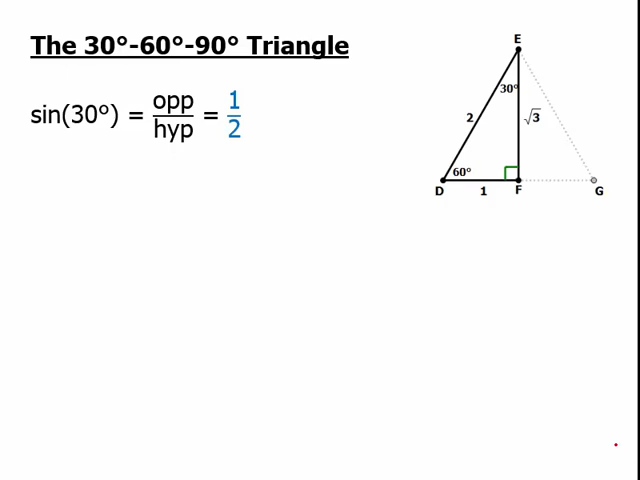 The 30°-60°-90° Triangle
sin(30°) = opp/hyp = 1/2
E
30°
2
√3
60°
D
1
F
G